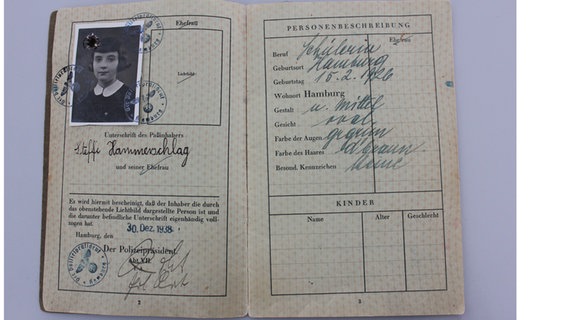 Ehefrau
Lichtbild
Unterschrift des Paßinhabers
Steffi Hammerschlag
und seiner Ehefrau
Es wird hiermit bescheinigt, daß der Inhaber die durch
das obenstehende Lichtbild dargestellte Person ist und
die darunter befindliche Unterschrift eigenhändig voll-
zogen hat.
Hamburg, den 30. Dez. 1938
Der Polizeipräsident
Abt. VII
2
PERSONENBESCHREIBUNG
Ehefrau
Beruf Schülerin
Geburtsort Hamburg
Geburtstag 15. 2. 1926
Wohnort Hamburg
Gestalt u. mittel
Gesicht oval
Farbe der Augen
Farbe des Haares d'braun
Besond. Kennzeichen keine
KINDER
Name Alter Geschlecht
3